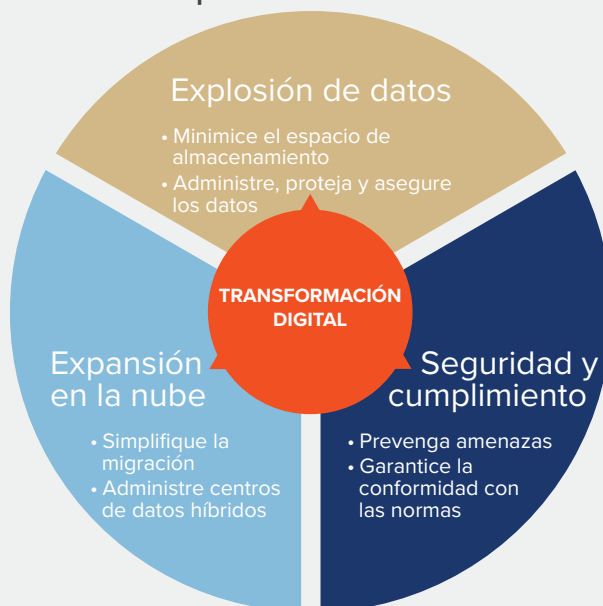 Explosión de datos
• Minimice el espacio de
almacenamiento
• Administre, proteja y asegure
los datos
TRANSFORMACIÓN
DIGITAL
Expansión
en la nube
• Simplifique la
migración
• Administre centros
de datos híbridos
Seguridad y
cumplimiento
• Prevenga amenazas
• Garantice la
conformidad con
las normas